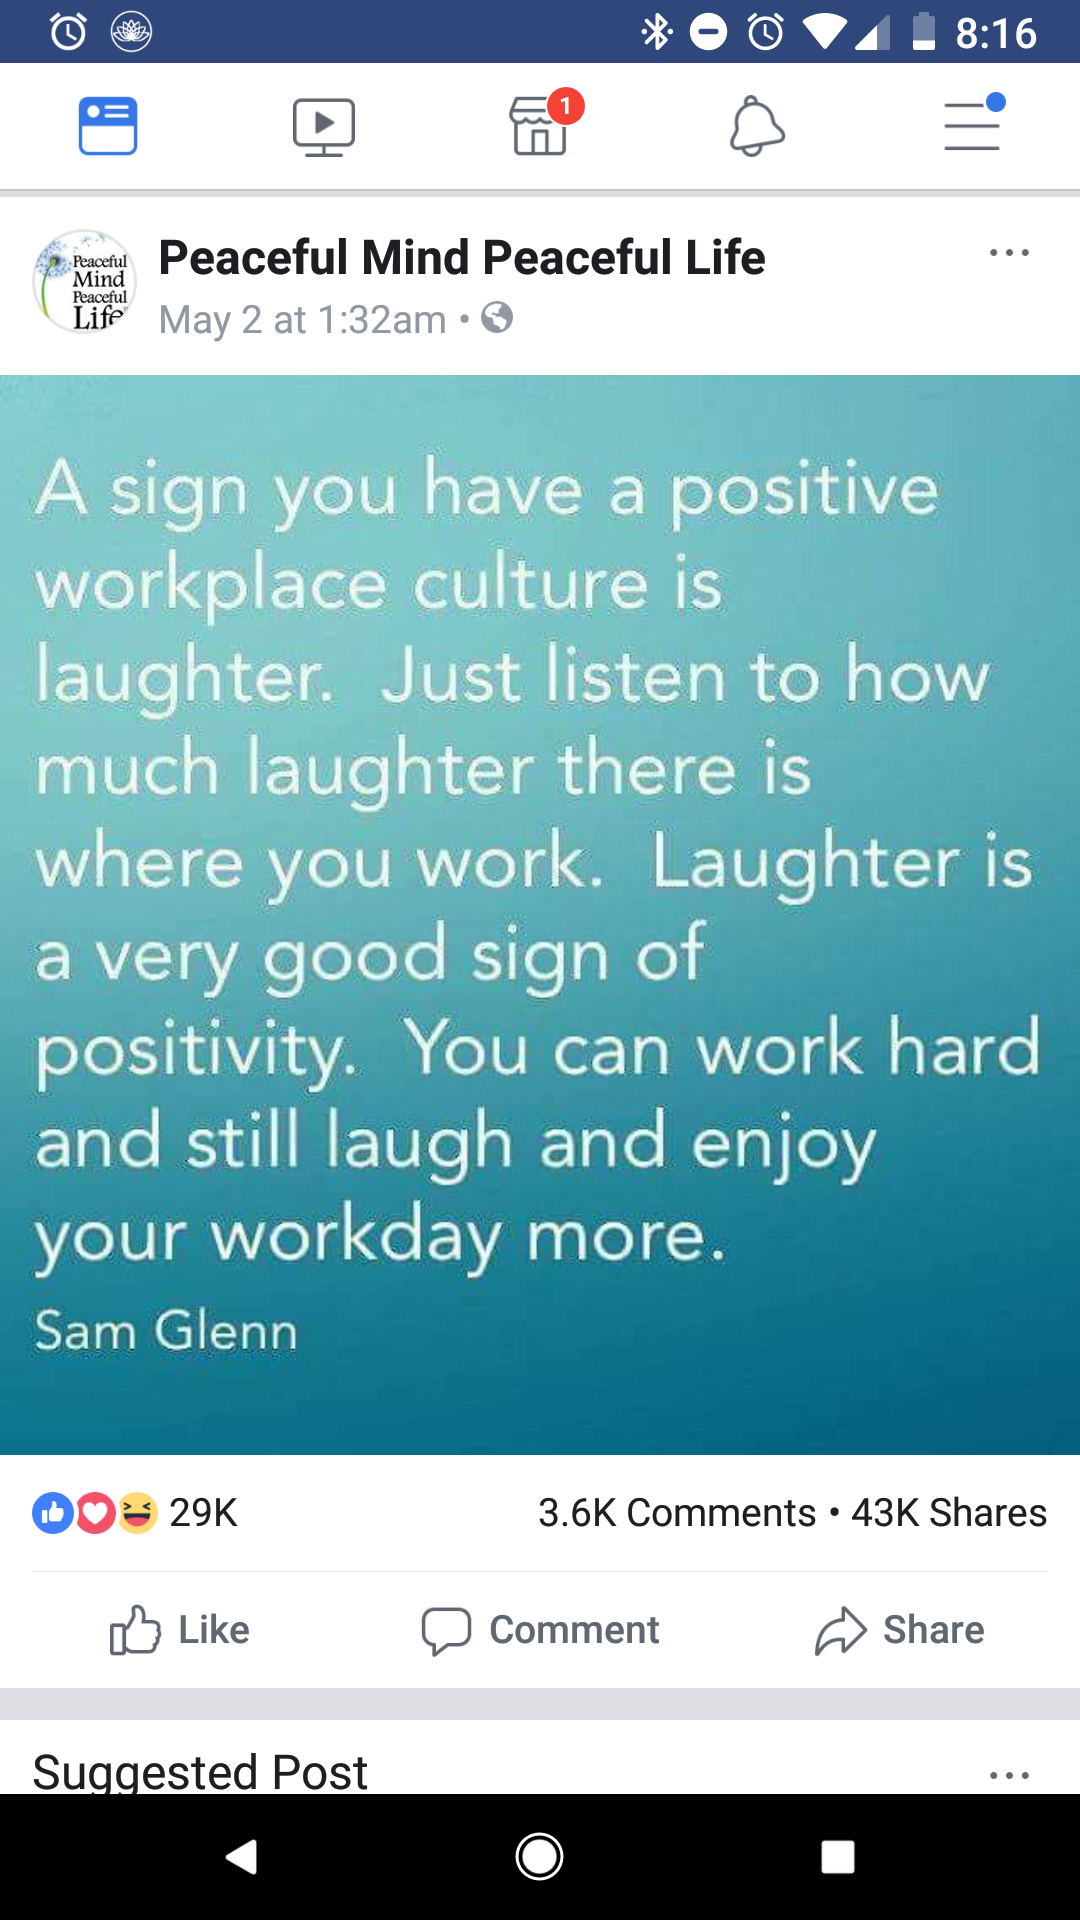 8:16
1
Peaceful Mind Peaceful Life
May 2 at 1:32am •
Peaceful
Mind
Peaceful
Life
A sign you have a positive
workplace culture is
laughter. Just listen to how
much laughter there is
where you work. Laughter is
a very good sign of
positivity. You can work hard
and still laugh and enjoy
your workday more.
Sam Glenn
29K 3.6K Comments • 43K Shares
Like Comment Share
Suggested Post